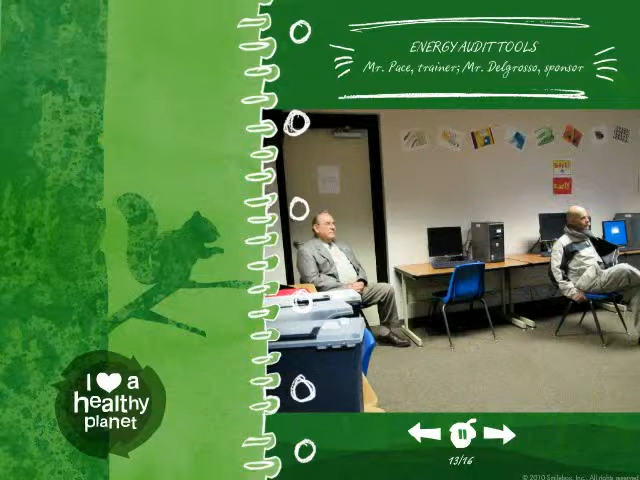 ENERGY AUDIT TOOLS
Mr. Pace, trainer; Mr. Delgrosso, sponsor
I a
healthy
planet
13/16
© 2010 Smilebox, Inc., All rights reserved